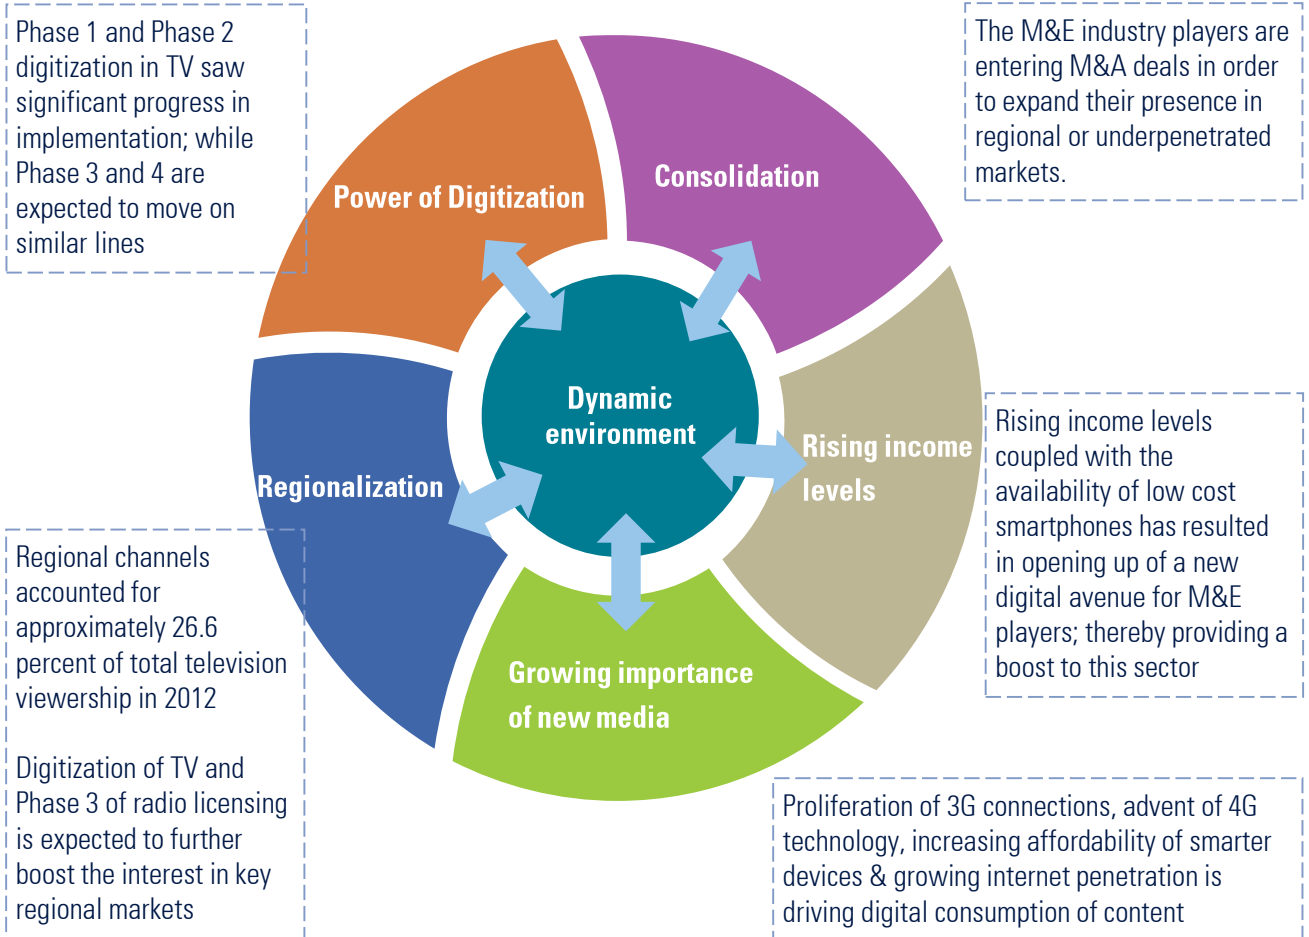 Phase 1 and Phase 2
digitization in TV saw
significant progress in
implementation; while
Phase 3 and 4 are
expected to move on
similar lines
The M&E industry players are
entering M&A deals in order
to expand their presence in
regional or underpenetrated
markets.
Power of Digitization
Consolidation
Dynamic
environment
Rising income
levels
Regionalization
Growing importance
of new media
Rising income levels
coupled with the
availability of low cost
smartphones has resulted
in opening up of a new
digital avenue for M&E
players; thereby providing a
boost to this sector
Regional channels
accounted for
approximately 26.6
percent of total television
viewership in 2012
Digitization of TV and
Phase 3 of radio licensing
is expected to further
boost the interest in key
regional markets
Proliferation of 3G connections, advent of 4G
technology, increasing affordability of smarter
devices & growing internet penetration is
driving digital consumption of content